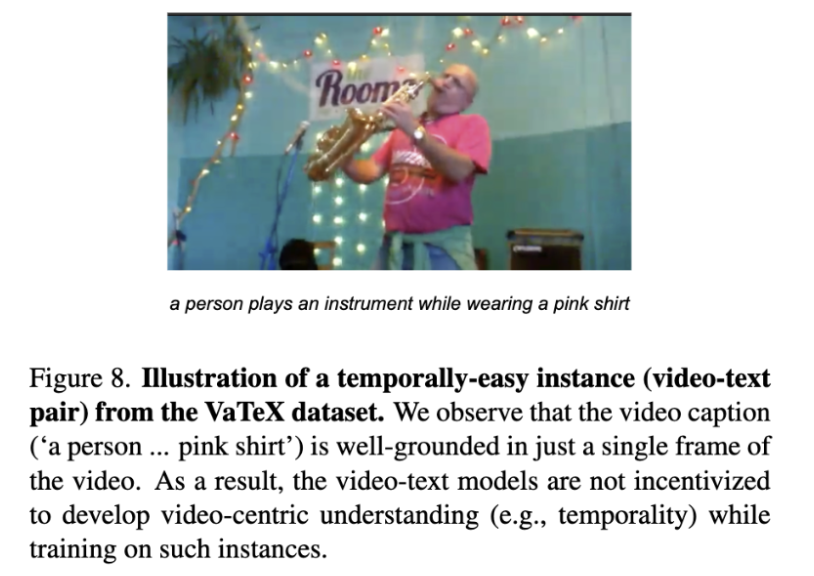 the
Rooms
a person plays an instrument while wearing a pink shirt
Figure 8. Illustration of a temporally-easy instance (video-text
pair) from the VaTeX dataset. We observe that the video caption
(‘a person ... pink shirt’) is well-grounded in just a single frame of
the video. As a result, the video-text models are not incentivized
to develop video-centric understanding (e.g., temporality) while
training on such instances.